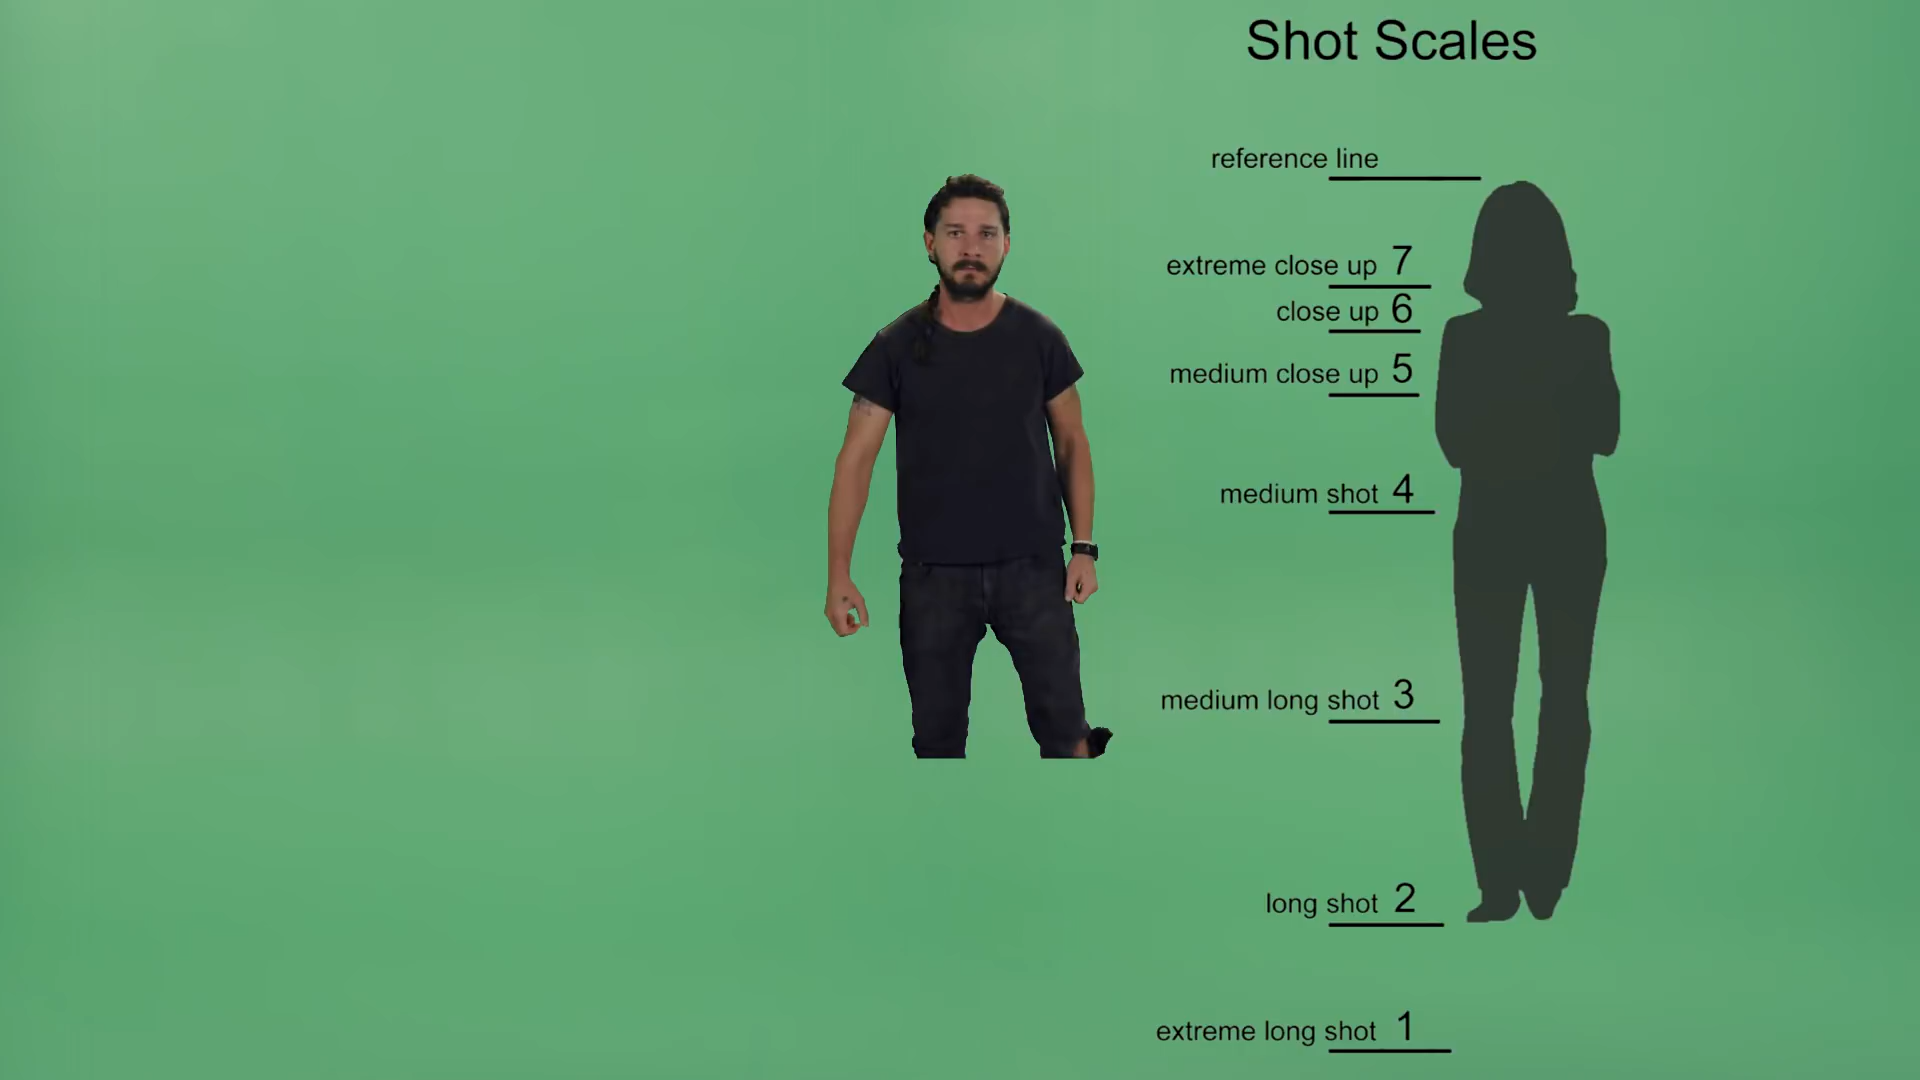 Shot Scales
reference line
extreme close up 7
close up 6
medium close up 5
medium shot 4
medium long shot 3
long shot 2
extreme long shot 1